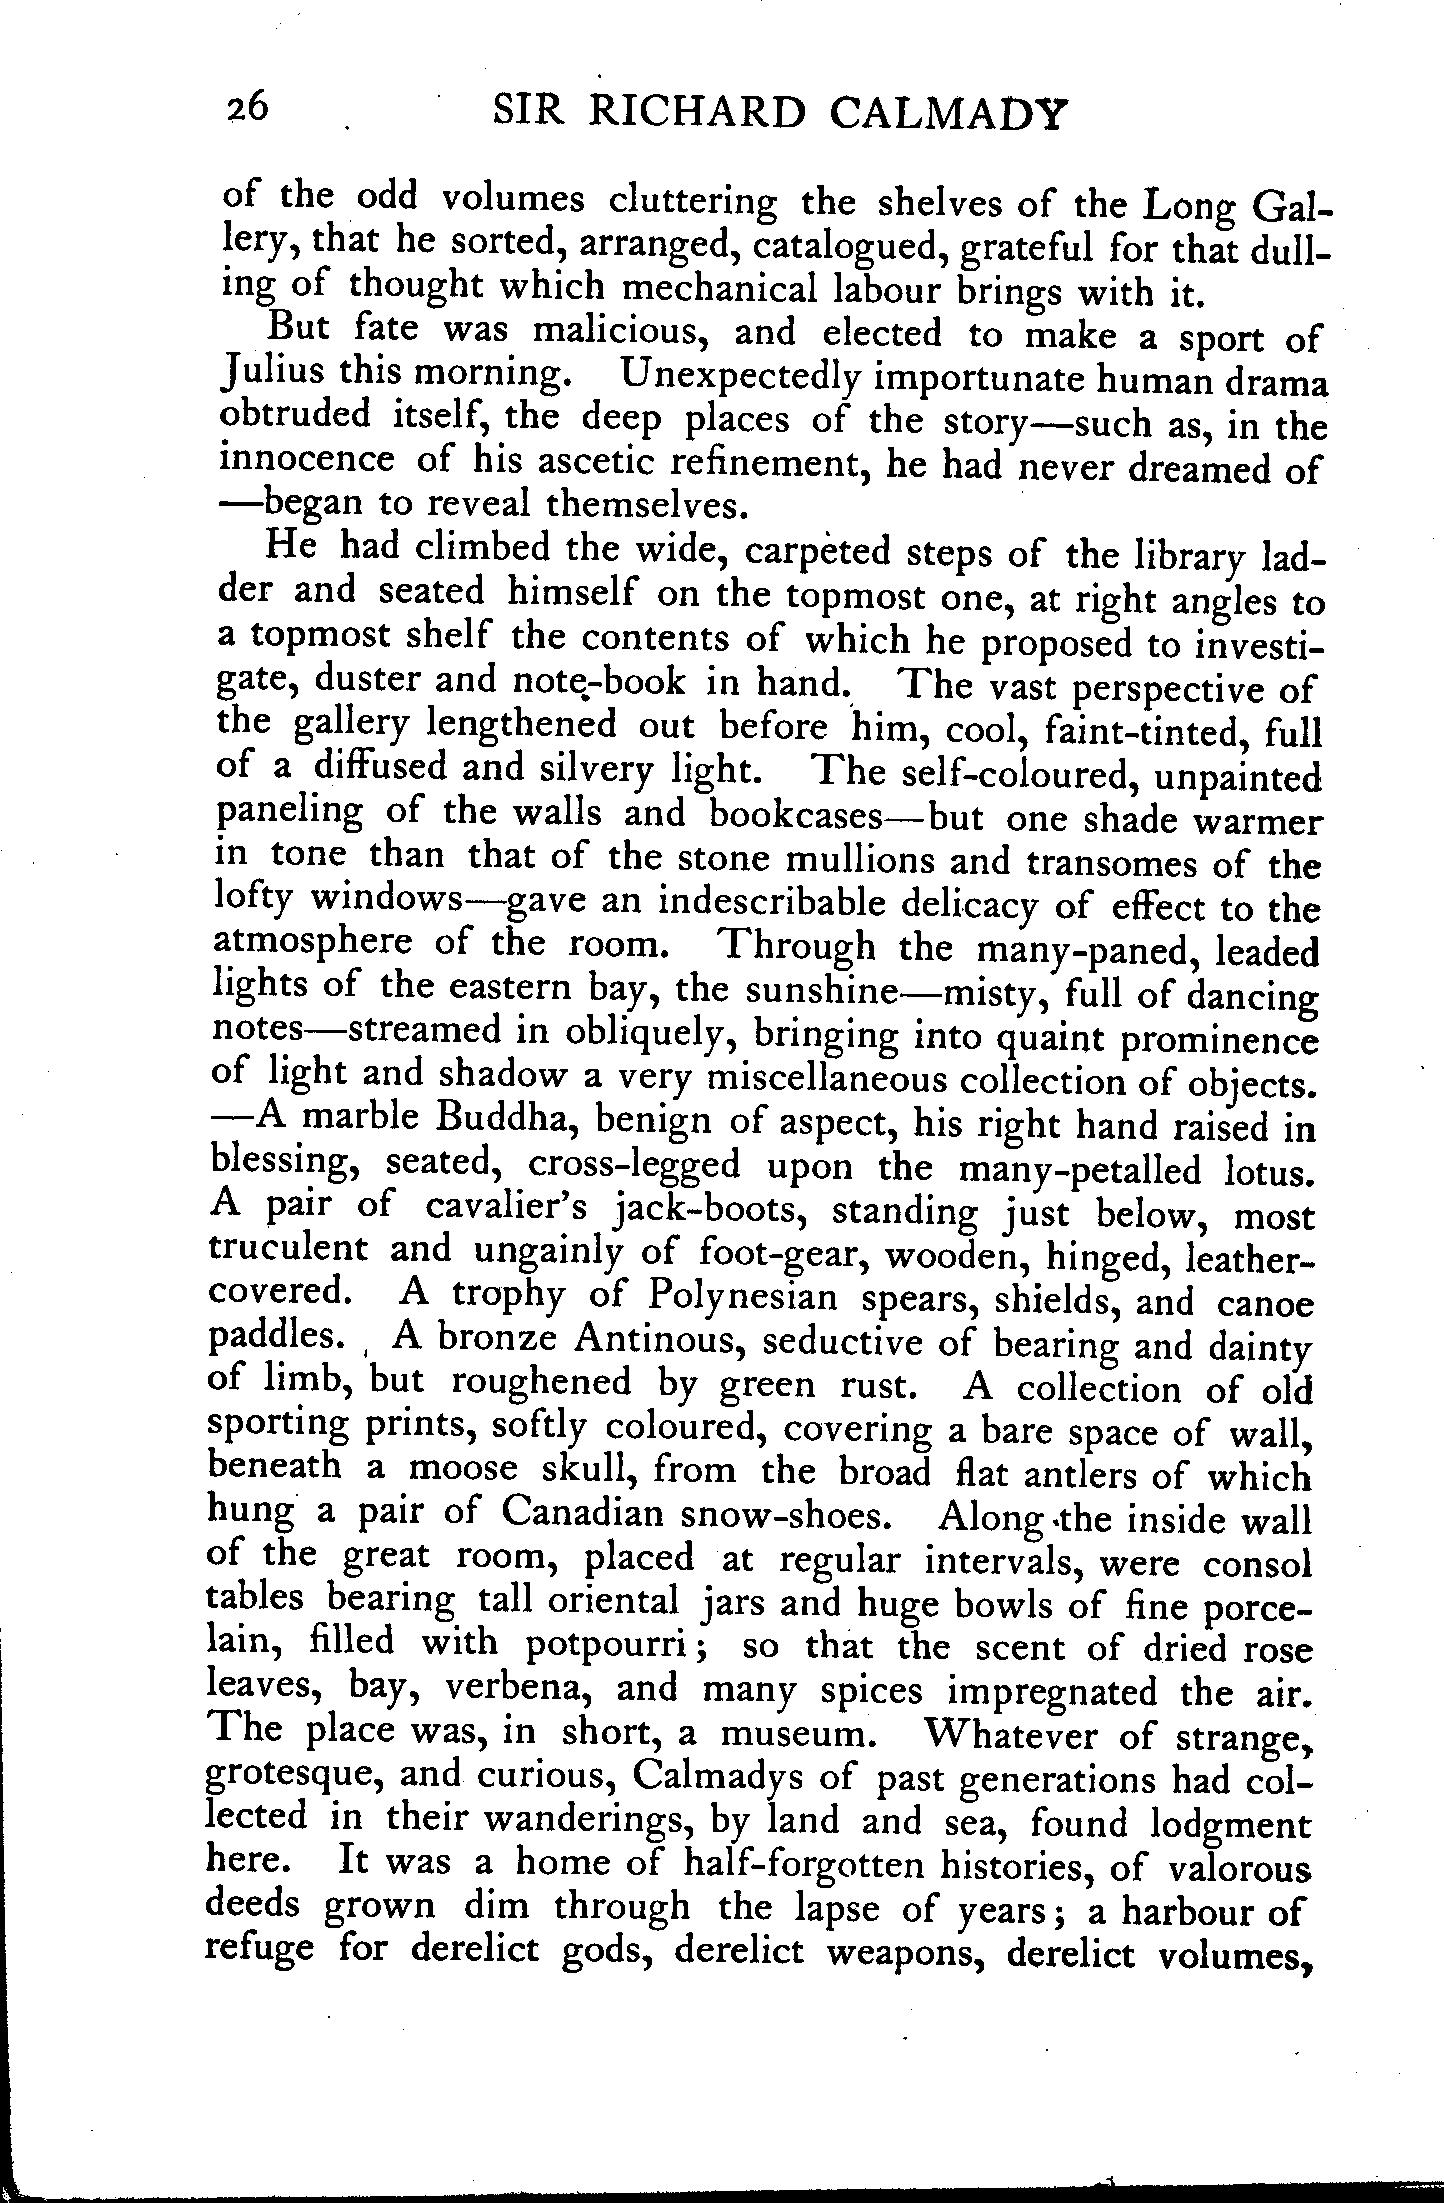 26 SIR RICHARD CALMADY
of the odd volumes cluttering the shelves of the Long Gal-
lery, that he sorted, arranged, catalogued, grateful for that dull-
ing of thought which mechanical labour brings with it.
But fate was malicious, and elected to make a sport of
Julius this morning. Unexpectedly importunate human drama
obtruded itself, the deep places of the story—such as, in the
innocence of his ascetic refinement, he had never dreamed of
—began to reveal themselves.
He had climbed the wide, carpeted steps of the library lad-
der and seated himself on the topmost one, at right angles to
a topmost shelf the contents of which he proposed to investi-
gate, duster and note-book in hand. The vast perspective of
the gallery lengthened out before him, cool, faint-tinted, full
of a diffused and silvery light. The self-coloured, unpainted
paneling of the walls and bookcases—but one shade warmer
in tone than that of the stone mullions and transomes of the
lofty windows—gave an indescribable delicacy of effect to the
atmosphere of the room. Through the many-paned, leaded
lights of the eastern bay, the sunshine—misty, full of dancing
notes—streamed in obliquely, bringing into quaint prominence
of light and shadow a very miscellaneous collection of objects.
—A marble Buddha, benign of aspect, his right hand raised in
blessing, seated, cross-legged upon the many-petalled lotus.
A pair of cavalier's jack-boots, standing just below, most
truculent and ungainly of foot-gear, wooden, hinged, leather-
covered. A trophy of Polynesian spears, shields, and canoe
paddles. A bronze Antinous, seductive of bearing and dainty
of limb, but roughened by green rust. A collection of old
sporting prints, softly coloured, covering a bare space of wall,
beneath a moose skull, from the broad flat antlers of which
hung a pair of Canadian snow-shoes. Along the inside wall
of the great room, placed at regular intervals, were consol
tables bearing tall oriental jars and huge bowls of fine porce-
lain, filled with potpourri; so that the scent of dried rose
leaves, bay, verbena, and many spices impregnated the air.
The place was, in short, a museum. Whatever of strange,
grotesque, and curious, Calmadys of past generations had col-
lected in their wanderings, by land and sea, found lodgment
here. It was a home of half-forgotten histories, of valorous
deeds grown dim through the lapse of years; a harbour of
refuge for derelict gods, derelict weapons, derelict volumes,